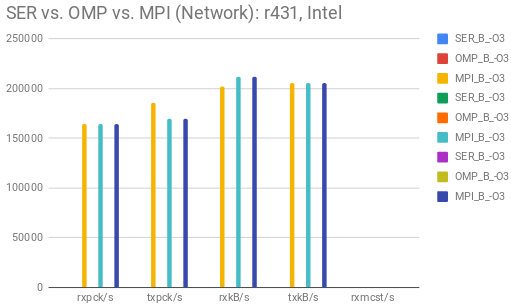 SER vs. OMP vs. MPI (Network): r431, Intel
250000
200000
150000
100000
50000
0
rxpck/s
txpck/s
rxkB/s
txkB/s
rxmcst/s
SER_B_-O3
OMP_B_-O3
MPI_B_-O3
SER_B_-O3
OMP_B_-O3
MPI_B_-O3
SER_B_-O3
OMP_B_-O3
MPI_B_-O3